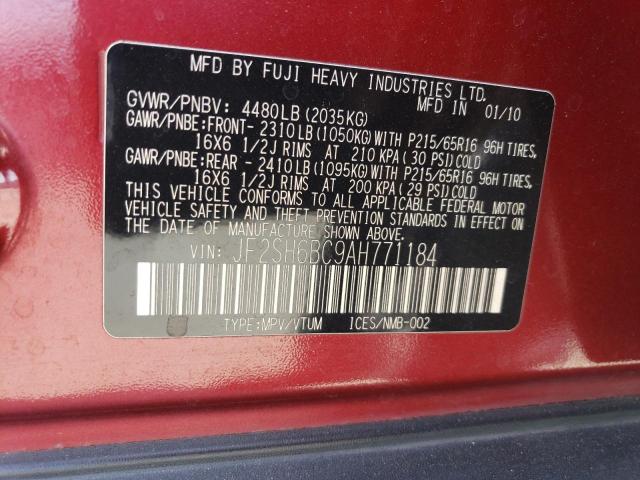 MFD BY FUJI HEAVY INDUSTRIES LTD.
MFD IN 01/10
GVWR/PNBV: 4480LB(2035KG)
GAWR/PNBE:FRONT- 2310LB(1050KG)WITH P215/65R16 96H TIRES,
16X6 1/2J RIMS AT 210 KPA(30 PSI)COLD
GAWR/PNBE:REAR - 2410LB(1095KG)WITH P215/65R16 96H TIRES,
16X6 1/2J RIMS AT 200 KPA(29 PSI)COLD
THIS VEHICLE CONFORMS TO ALL APPLICABLE FEDERAL MOTOR
VEHICLE SAFETY AND THEFT PREVENTION STANDARDS IN EFFECT
ON THE DATE OF MANUFACTURE SHOWN ABOVE.
VIN: JF2SH6BC9AH771184
TYPE:MPV/VTUM ICES/NMB-002